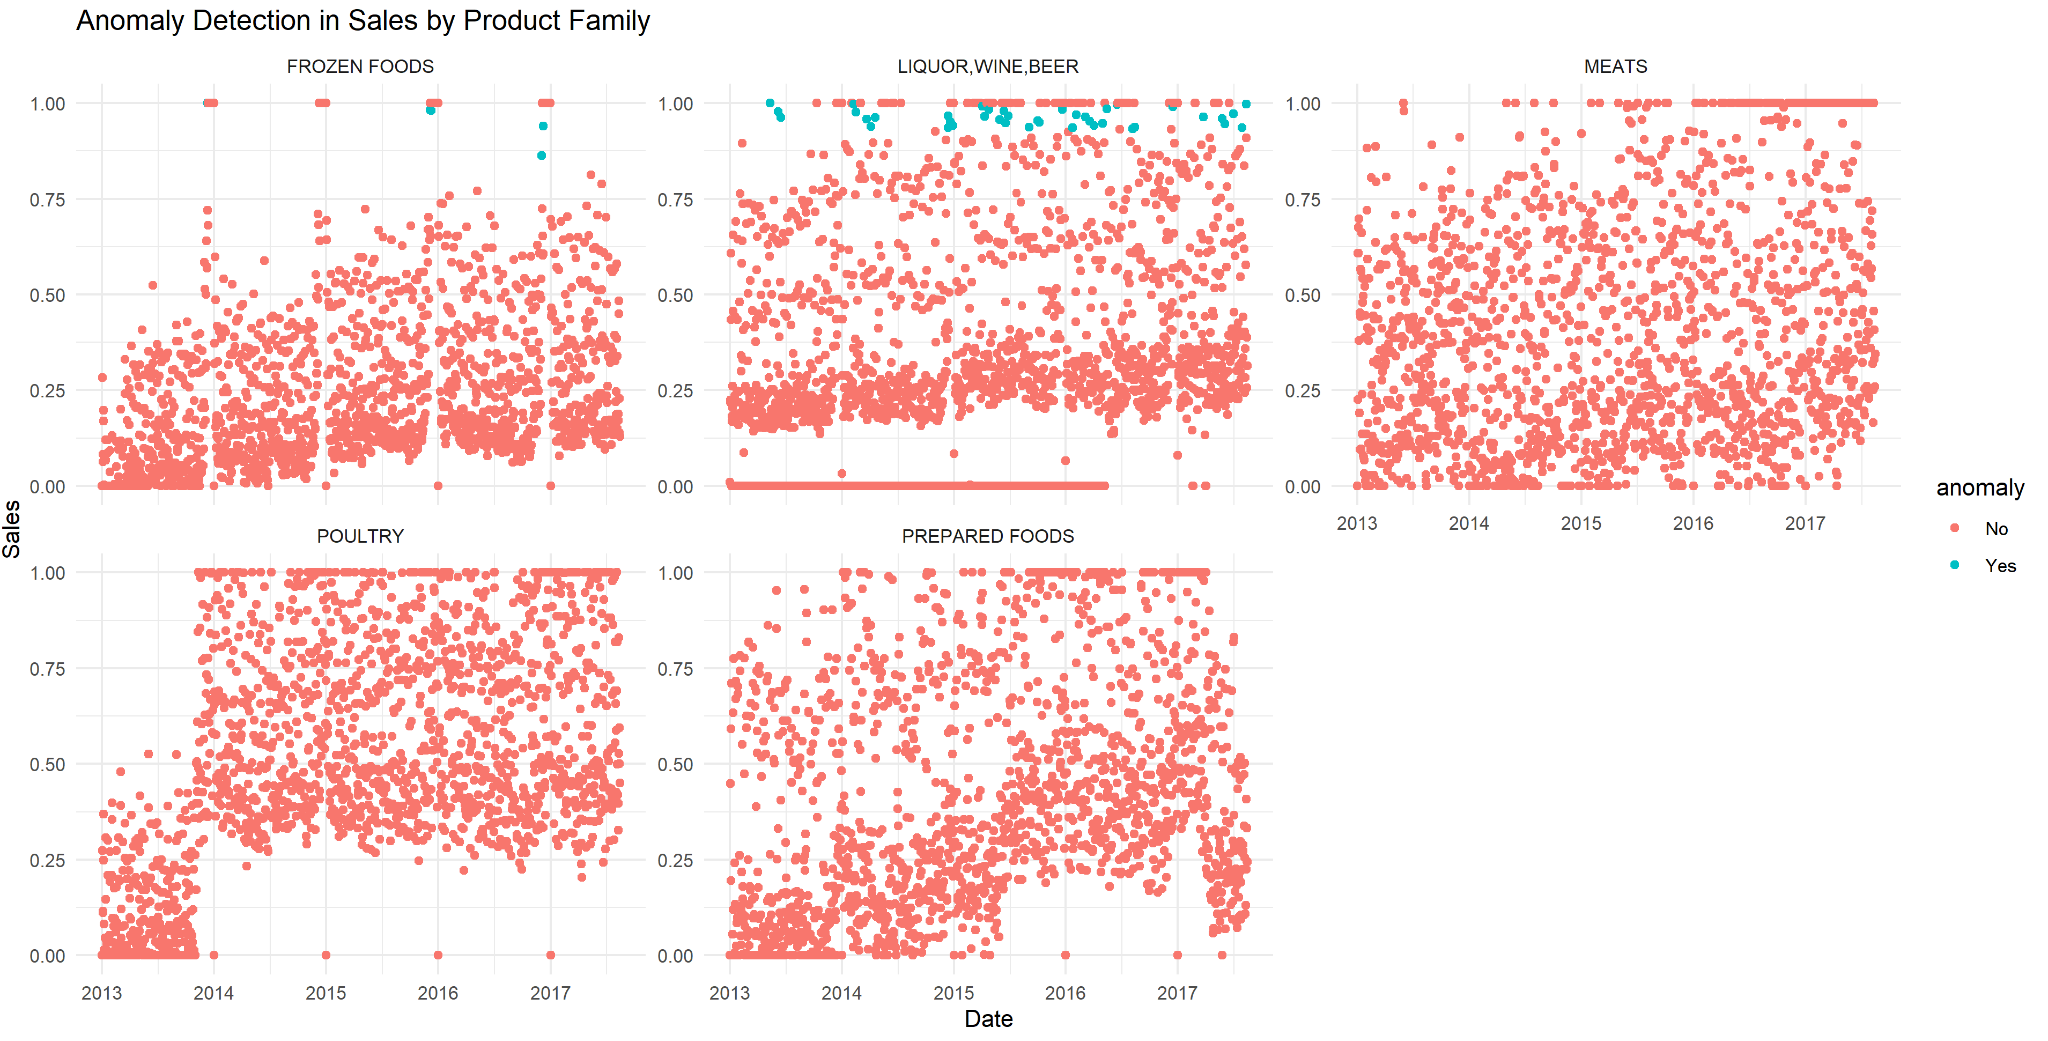 Anomaly Detection in Sales by Product Family
FROZEN FOODS
LIQUOR,WINE,BEER
MEATS
1.00
0.75
0.50
0.25
0.00
1.00
0.75
0.50
0.25
0.00
1.00
0.75
0.50
0.25
0.00
2013 2014 2015 2016 2017
Sales
POULTRY
PREPARED FOODS
1.00
0.75
0.50
0.25
0.00
2013 2014 2015 2016 2017
1.00
0.75
0.50
0.25
0.00
2013 2014 2015 2016 2017
Date
anomaly
No
Yes